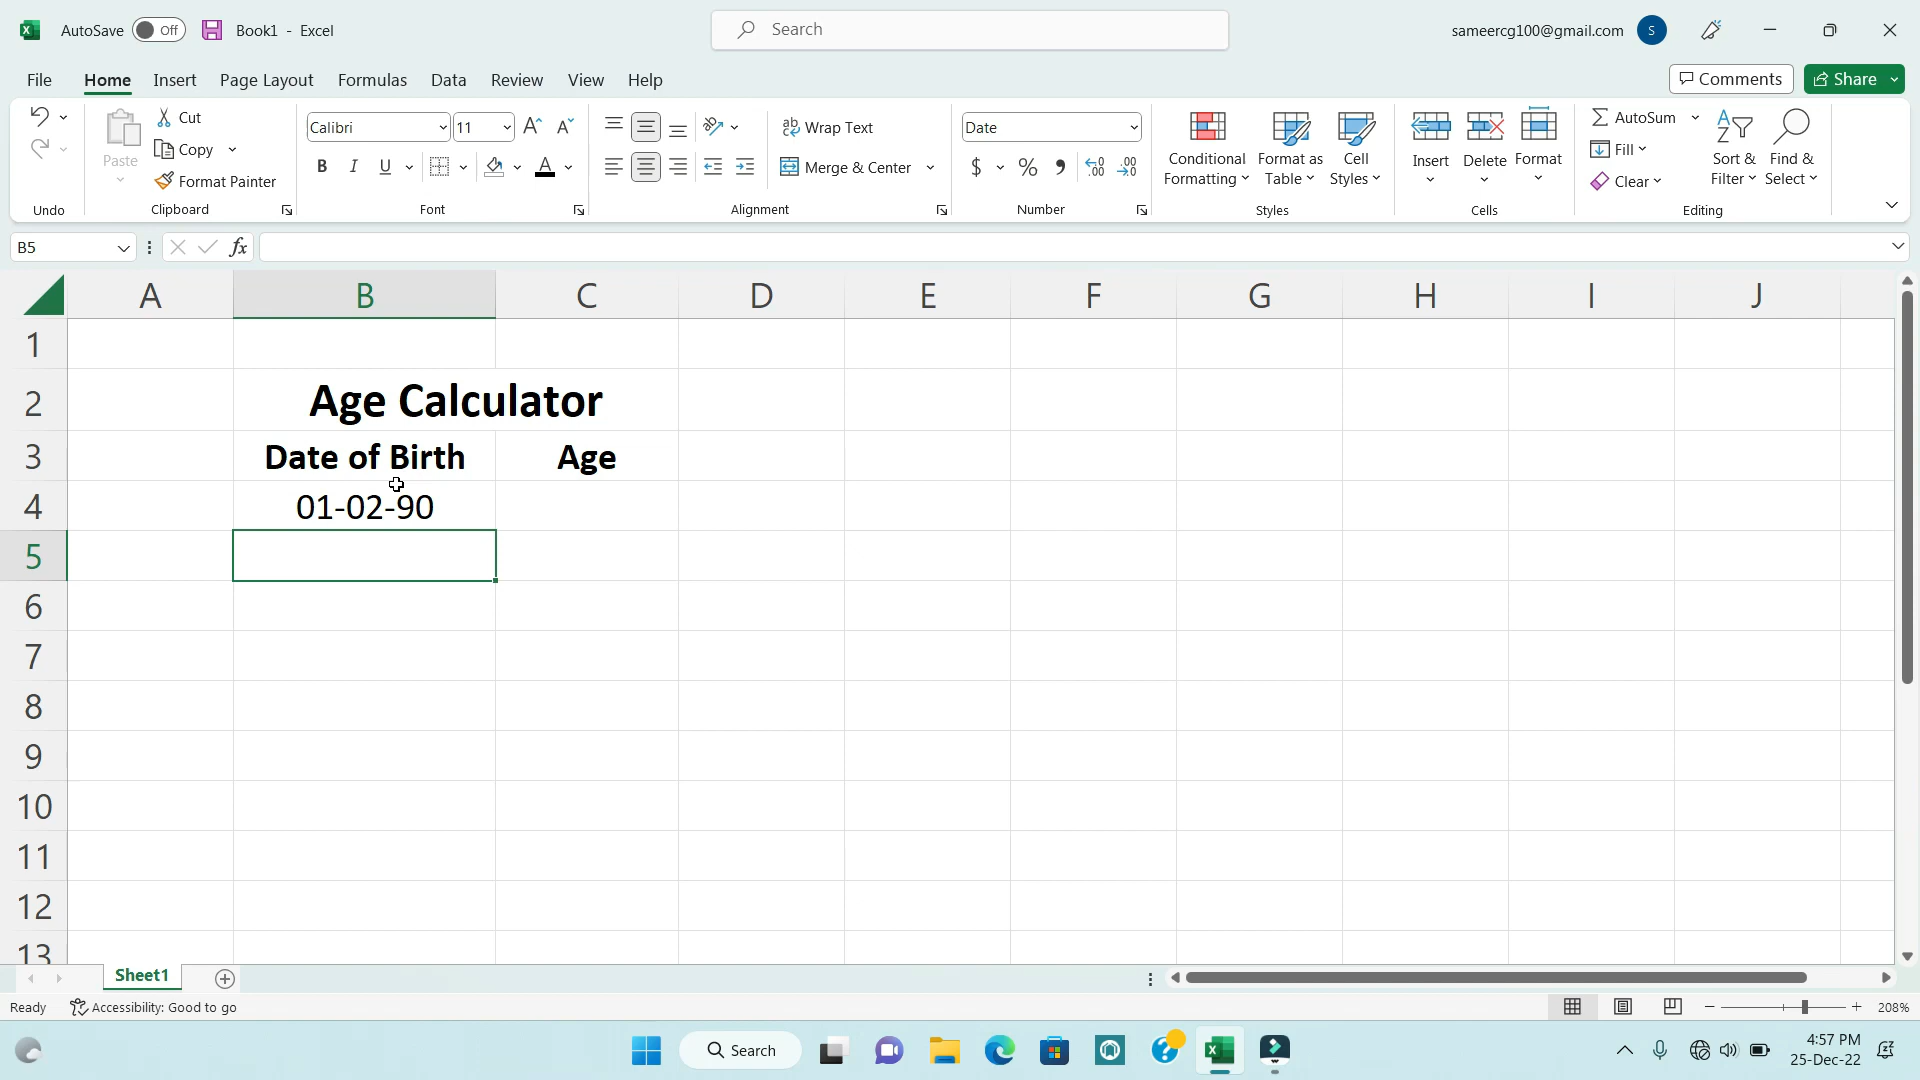 AutoSave Off Book1 - Excel Search sameercg100@gmail.com S
File Home Insert Page Layout Formulas Data Review View Help Comments Share
Paste Cut Copy Format Painter
Calibri 11 B I U A
Wrap Text Merge & Center
Date $ % 9
Conditional Formatting Format as Table Cell Styles
Insert Delete Format
AutoSum Fill Clear Sort & Filter Find & Select
Undo Clipboard Font Alignment Number Styles Cells Editing
B5 fx
A B C D E F G H I J
1
2 Age Calculator
3 Date of Birth Age
4 01-02-90
5
6
7
8
9
10
11
12
13
Sheet1
Ready Accessibility: Good to go 208%
Search 4:57 PM
25-Dec-22